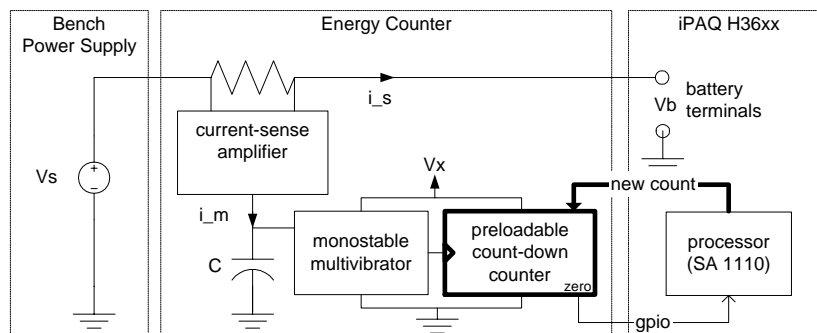 Bench
Power Supply
Energy Counter
iPAQ H36xx
i_s
battery
terminals
Vb
current-sense
amplifier
Vs
+
−
Vx
new count
i_m
monostable
multivibrator
preloadable
count-down
counter
zero
processor
(SA 1110)
C
gpio